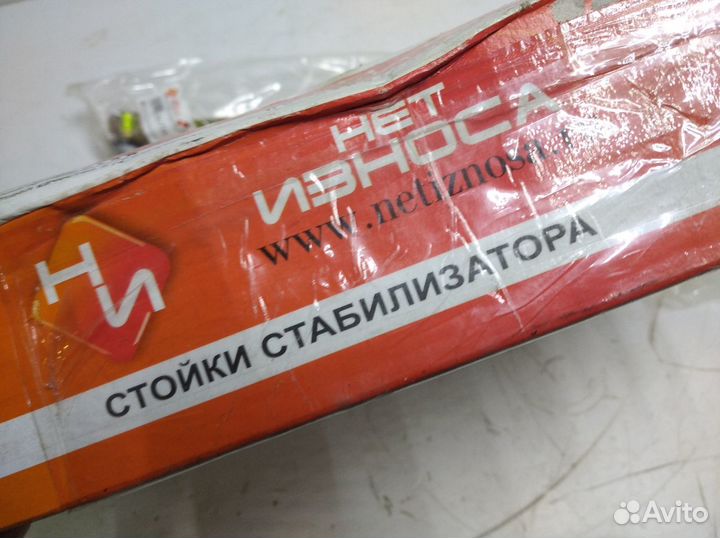 НЕТ
ИЗНОСА
www.netiznosa.r
Н
И
СТОЙКИ СТАБИЛИЗАТОРА
Avito